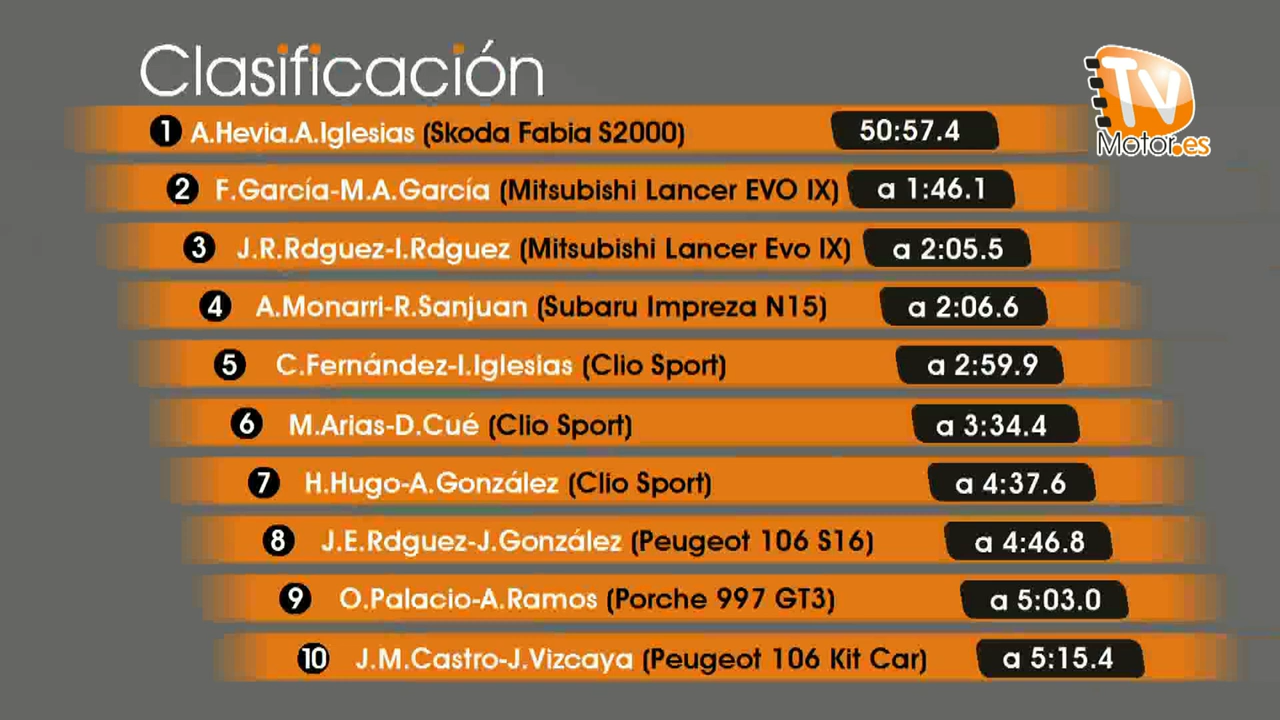 Clasificación
TV
Motor.es
1 A.Hevia.A.Iglesias (Skoda Fabia S2000) 50:57.4
2 F.García-M.A.García (Mitsubishi Lancer EVO IX) a 1:46.1
3 J.R.Rdguez-I.Rdguez (Mitsubishi Lancer Evo IX) a 2:05.5
4 A.Monarri-R.Sanjuan (Subaru Impreza N15) a 2:06.6
5 C.Fernández-I.Iglesias (Clio Sport) a 2:59.9
6 M.Arias-D.Cué (Clio Sport) a 3:34.4
7 H.Hugo-A.González (Clio Sport) a 4:37.6
8 J.E.Rdguez-J.González (Peugeot 106 S16) a 4:46.8
9 O.Palacio-A.Ramos (Porche 997 GT3) a 5:03.0
10 J.M.Castro-J.Vizcaya (Peugeot 106 Kit Car) a 5:15.4